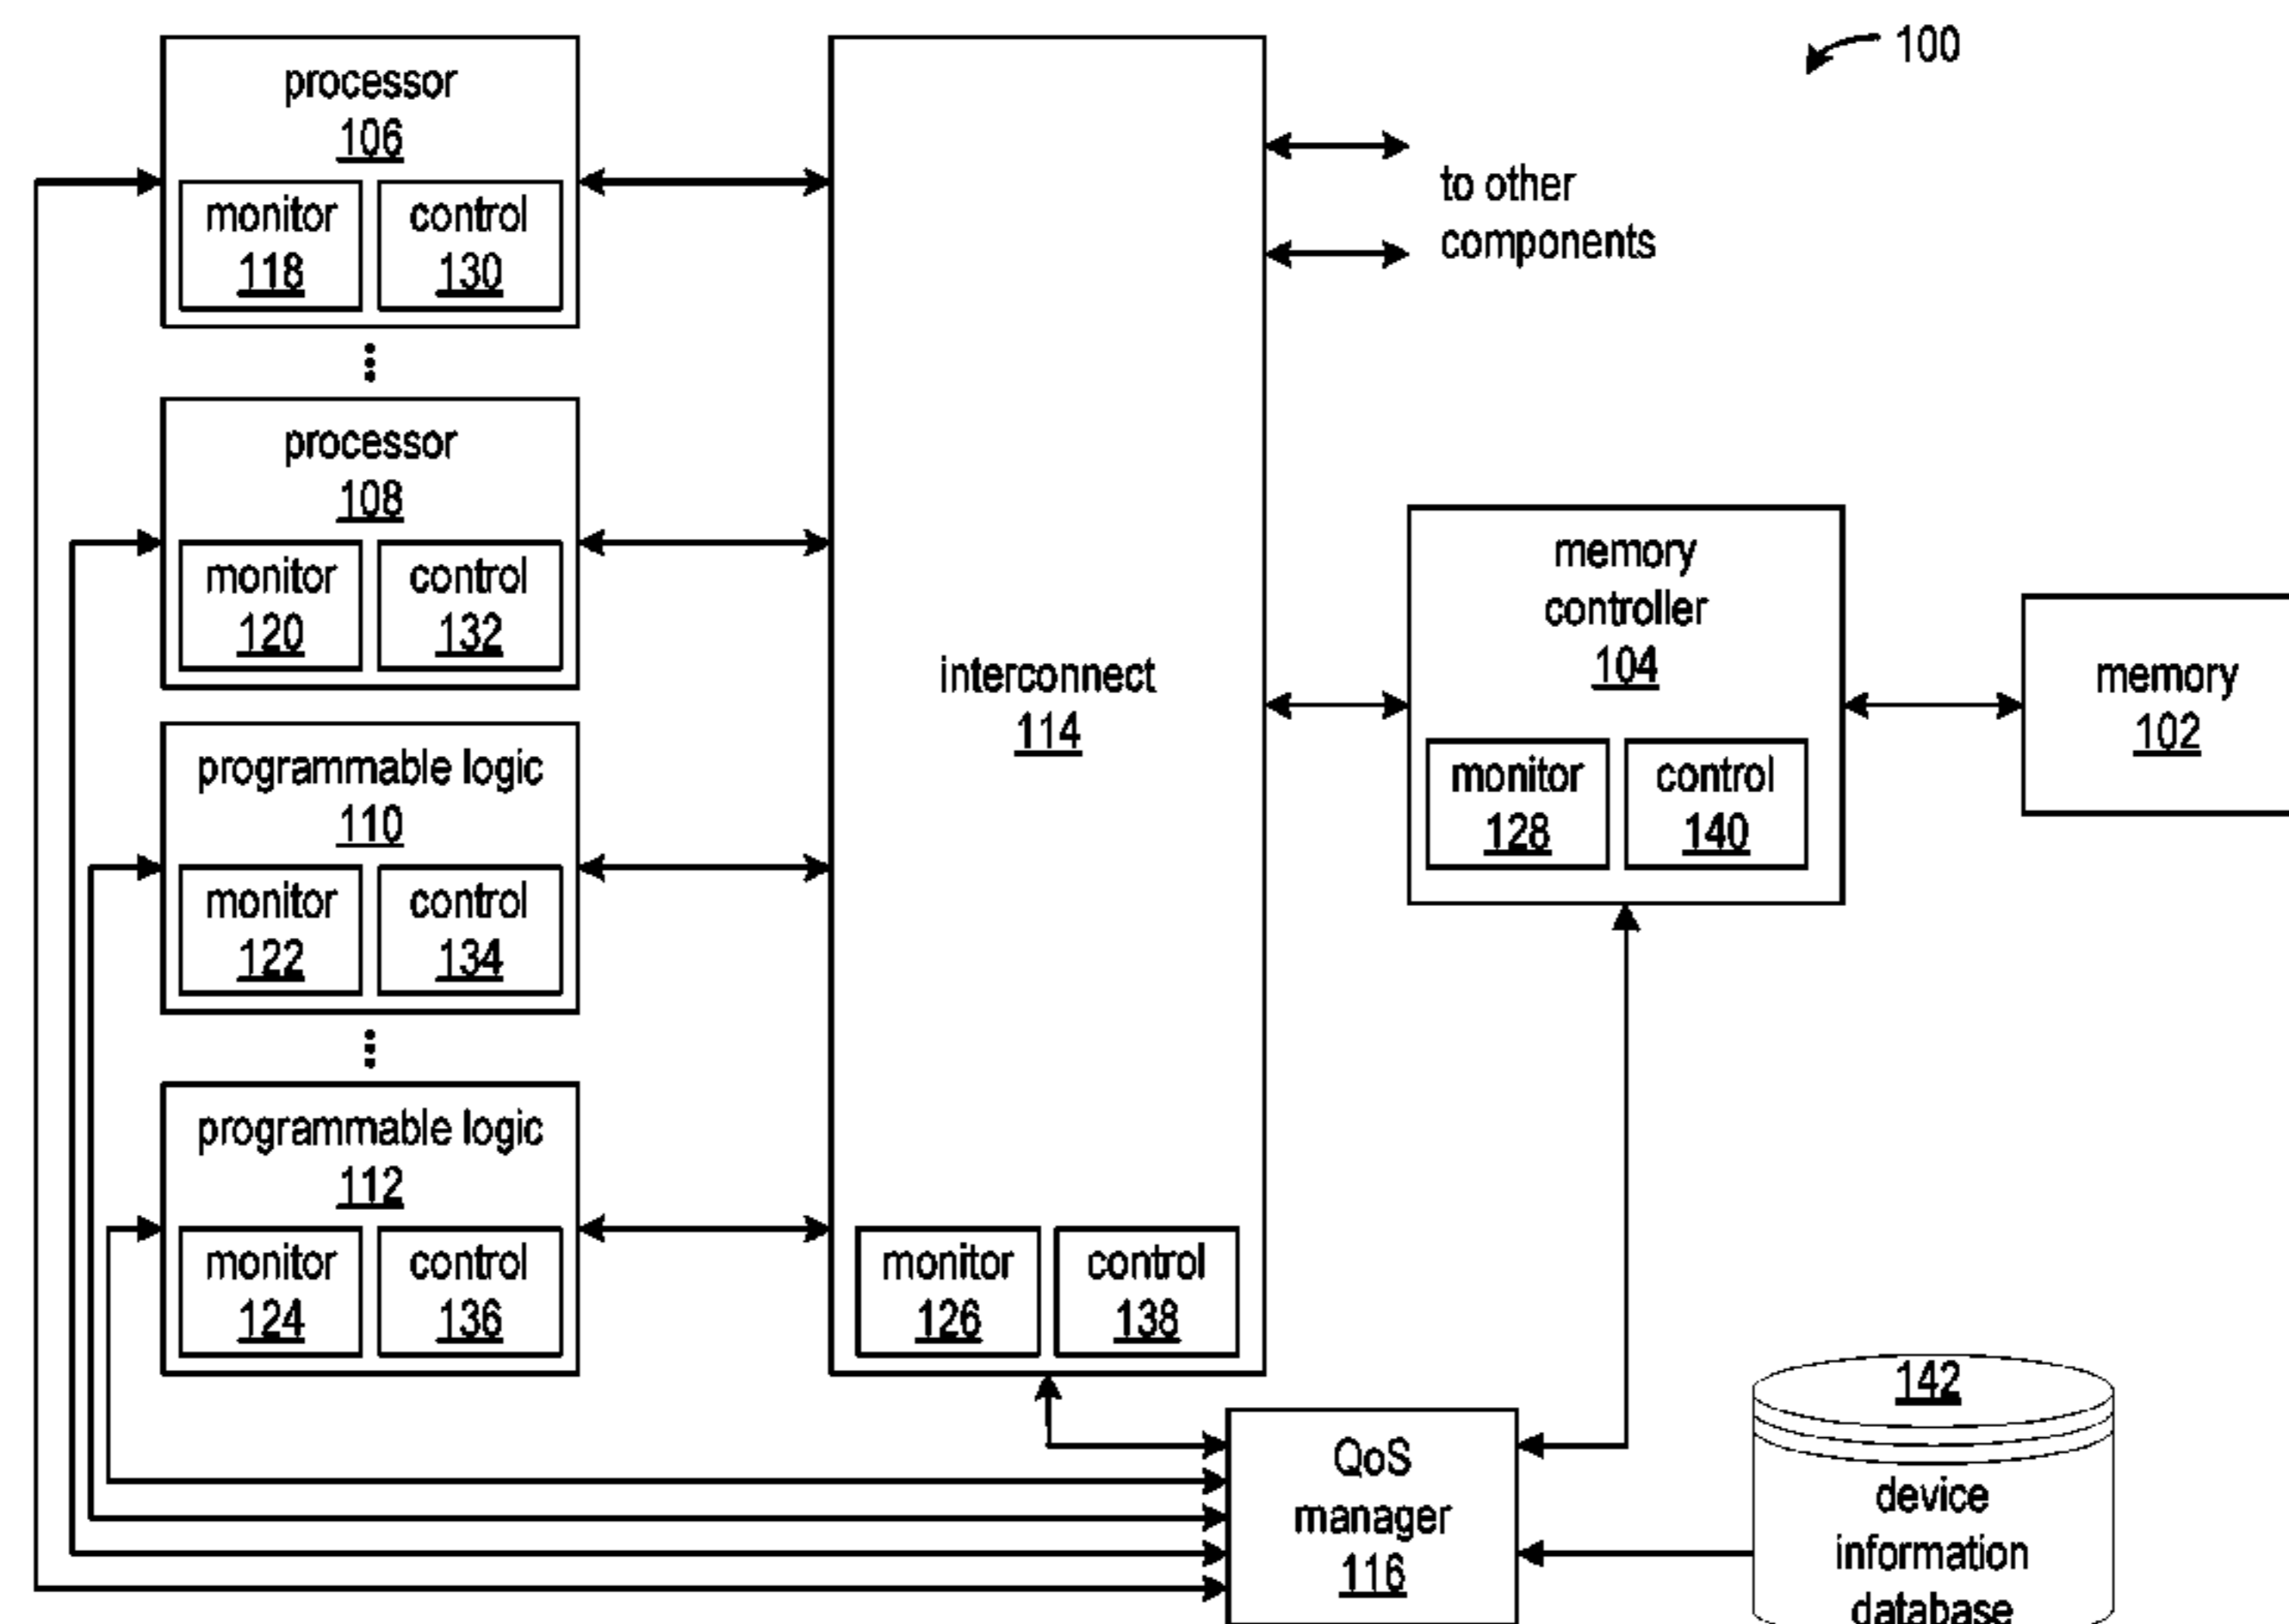 100
processor
106
monitor
118
control
130
processor
108
monitor
120
control
132
programmable logic
110
monitor
122
control
134
programmable logic
112
monitor
124
control
136
interconnect
114
monitor
126
control
138
to other
components
memory
controller
104
monitor
128
control
140
memory
102
QoS
manager
116
142
device
information
database